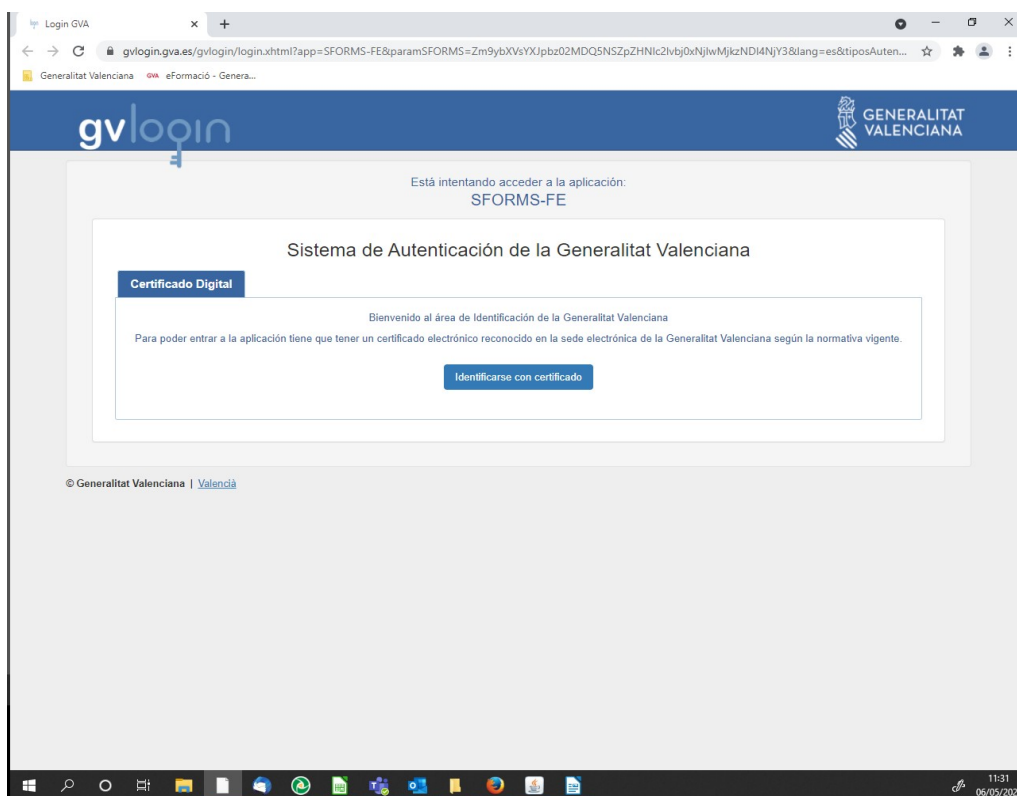 Login GVA
gvlogin.gva.es/gvlogin/login.xhtml?app=SFORMS-FE&paramSFORMS=Zm9ybXVsYXJpbz02MDQ5NSZpZHNlc2lvbj0xNjIwMjkzNDI4NjY3&lang=es&tiposAuten...
Generalitat Valenciana GVA eFormació - Genera...
gvlogin
GENERALITAT
VALENCIANA
Está intentando acceder a la aplicación:
SFORMS-FE
Sistema de Autenticación de la Generalitat Valenciana
Certificado Digital
Bienvenido al área de Identificación de la Generalitat Valenciana
Para poder entrar a la aplicación tiene que tener un certificado electrónico reconocido en la sede electrónica de la Generalitat Valenciana según la normativa vigente.
Identificarse con certificado
© Generalitat Valenciana | Valencià
11:31
06/05/202